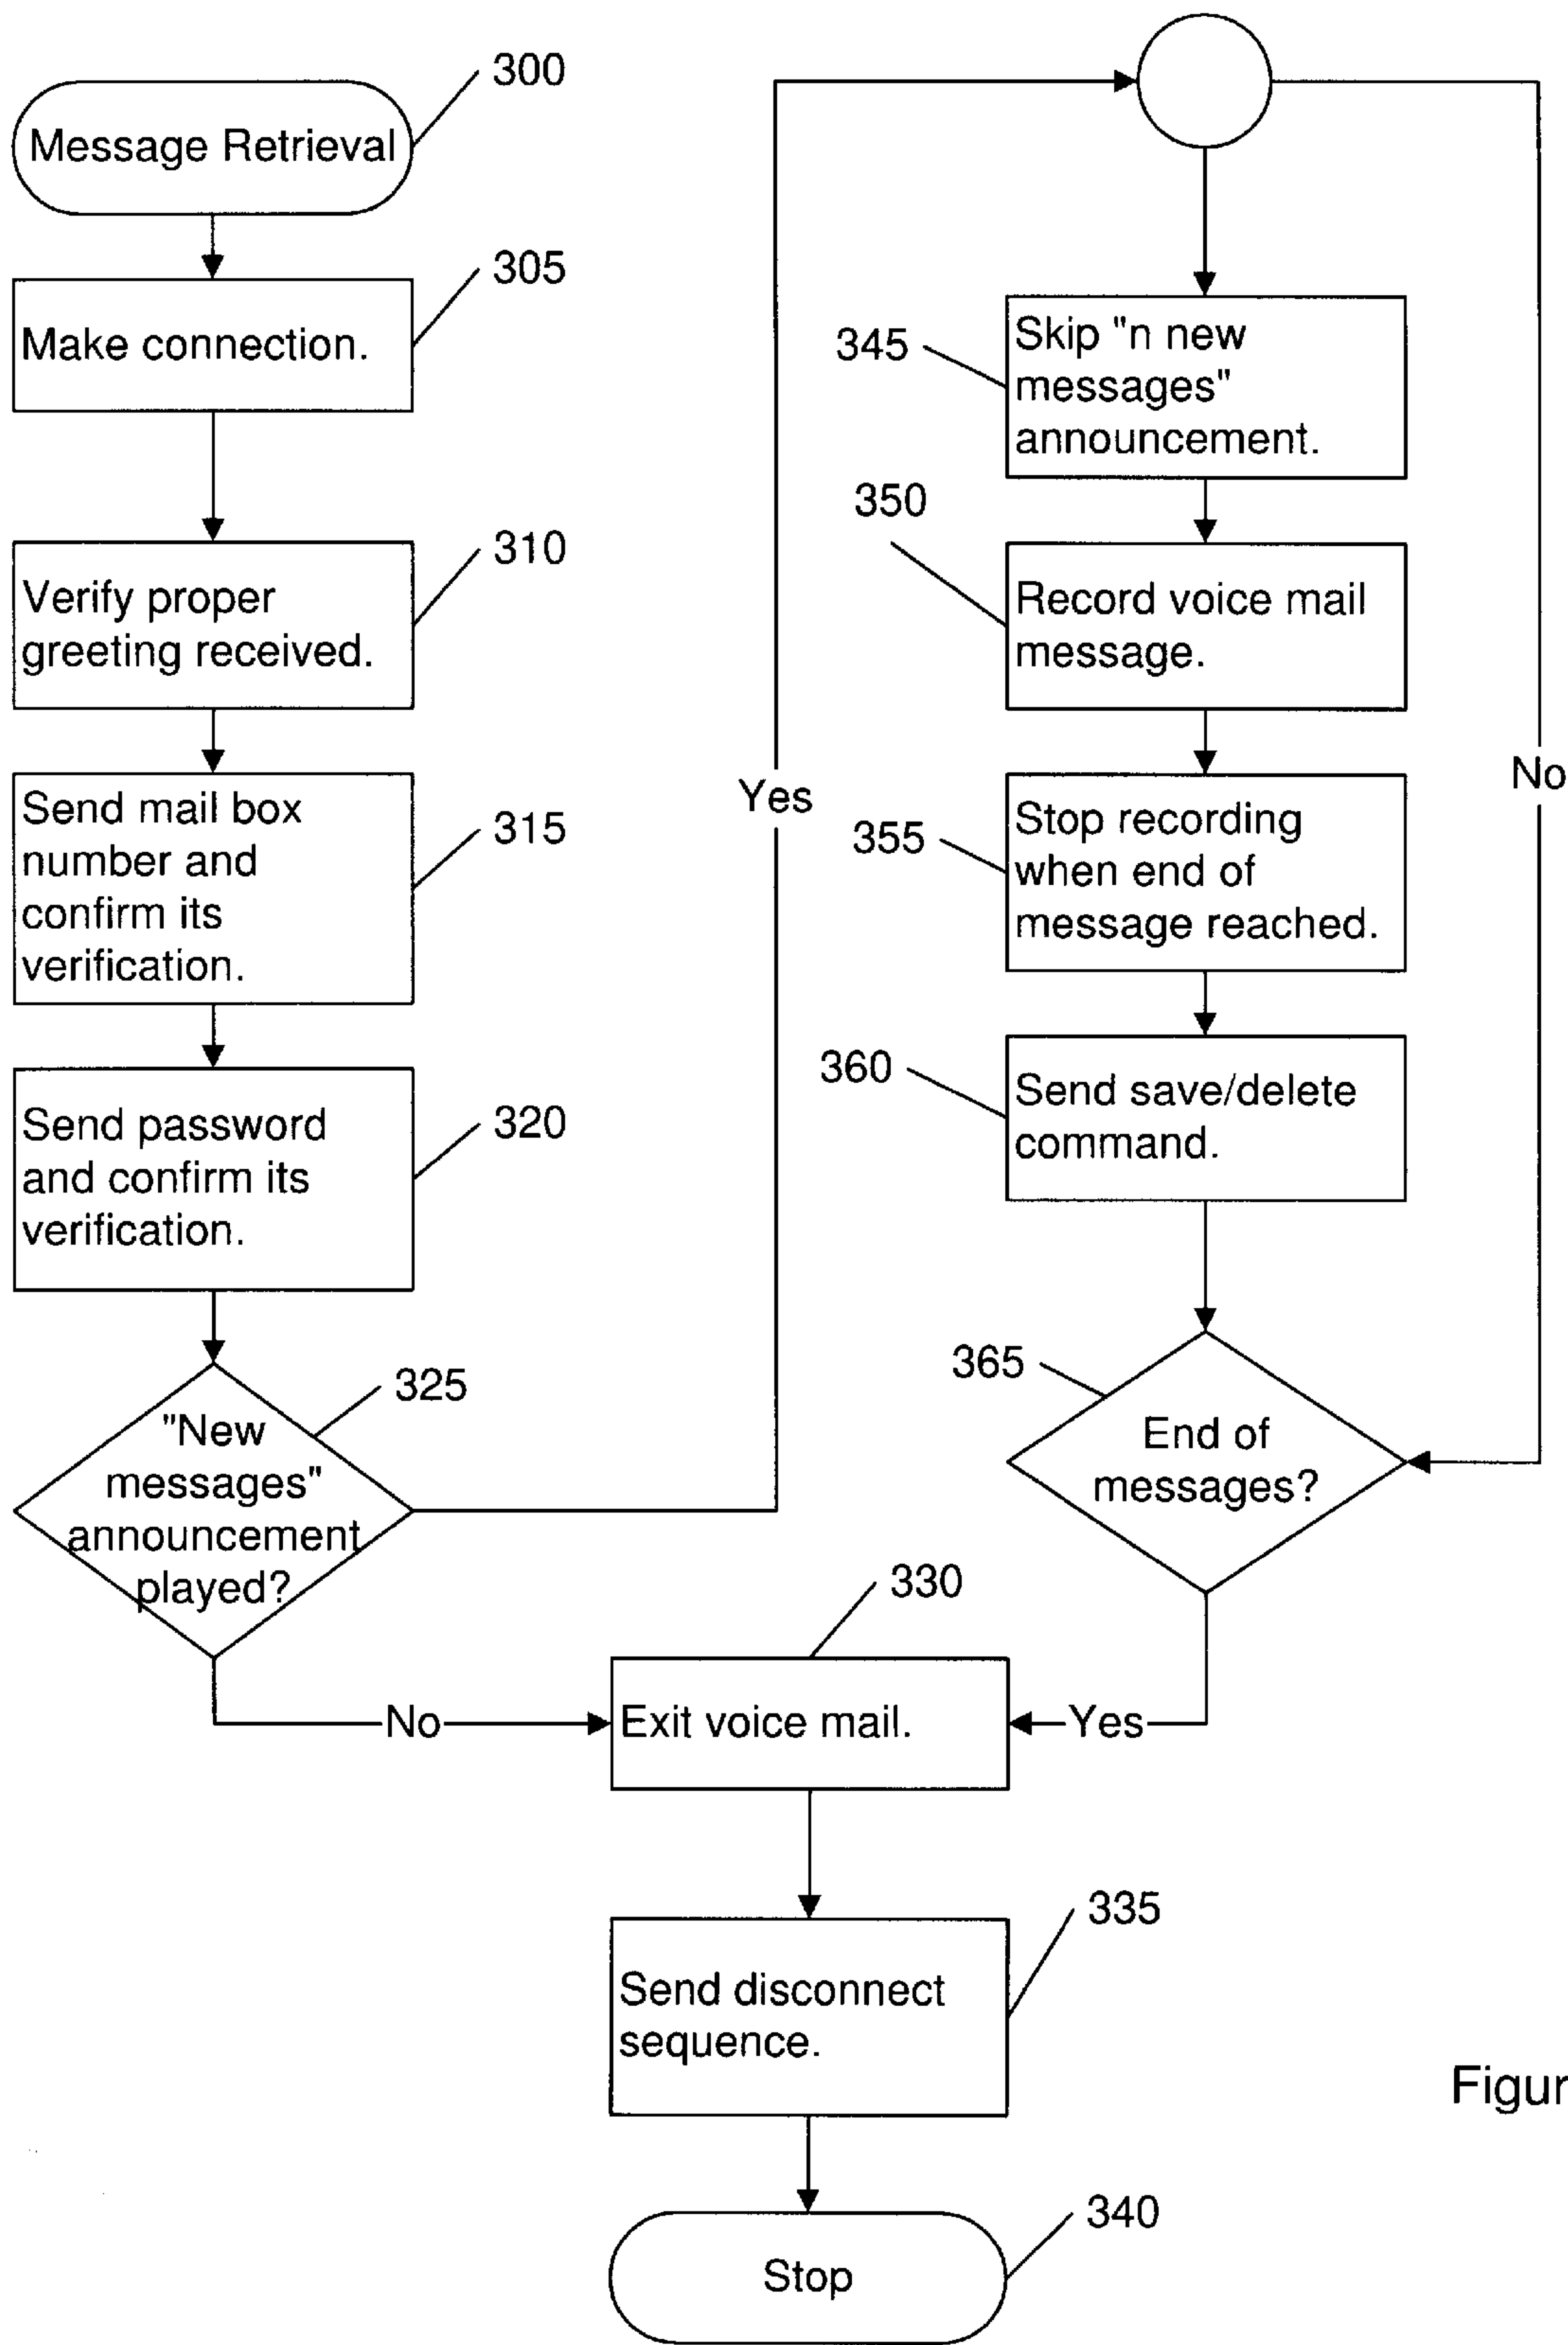 300
Message Retrieval
305
Make connection.
310
Verify proper
greeting received.
315
Send mail box
number and
confirm its
verification.
320
Send password
and confirm its
verification.
325
"New
messages"
announcement
played?
Yes
No
345
Skip "n new
messages"
announcement.
350
Record voice mail
message.
355
Stop recording
when end of
message reached.
360
Send save/delete
command.
365
End of
messages?
No
Yes
330
Exit voice mail.
335
Send disconnect
sequence.
340
Stop
Figur